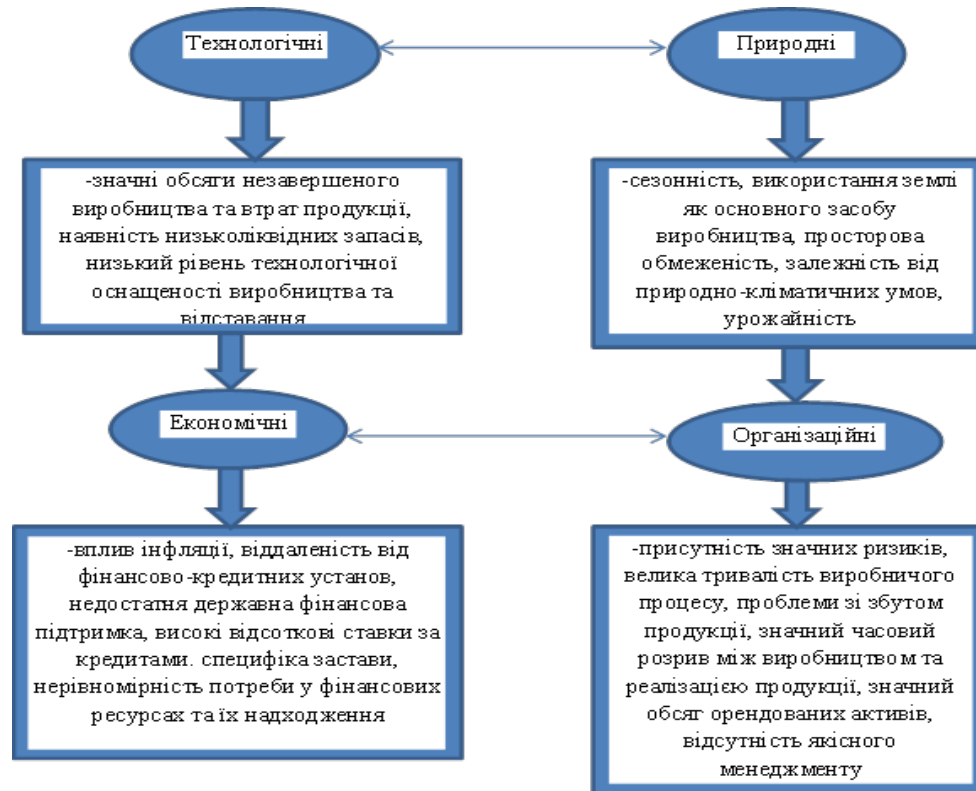 Технологічні
Природні
-значні обсяги незавершеного
виробництва та втрат продукції,
наявність низьколіквідних запасів,
низький рівень технологічної
оснащеності виробництва та
відставання
-сезонність, використання землі
як основного засобу
виробництва, просторова
обмеженість, залежність від
природно-кліматичних умов,
урожайність
Економічні
Організаційні
-вплив інфляції, віддаленість від
фінансово-кредитних установ,
недостатня державна фінансова
підтримка, високі відсоткові ставки за
кредитами. специфіка застави,
нерівномірність потреби у фінансових
ресурсах та їх надходження
-присутність значних ризиків,
велика тривалість виробничого
процесу, проблеми зі збутом
продукції, значний часовий
розрив між виробництвом та
реалізацією продукції, значний
обсяг орендованих активів,
відсутність якісного
менеджменту